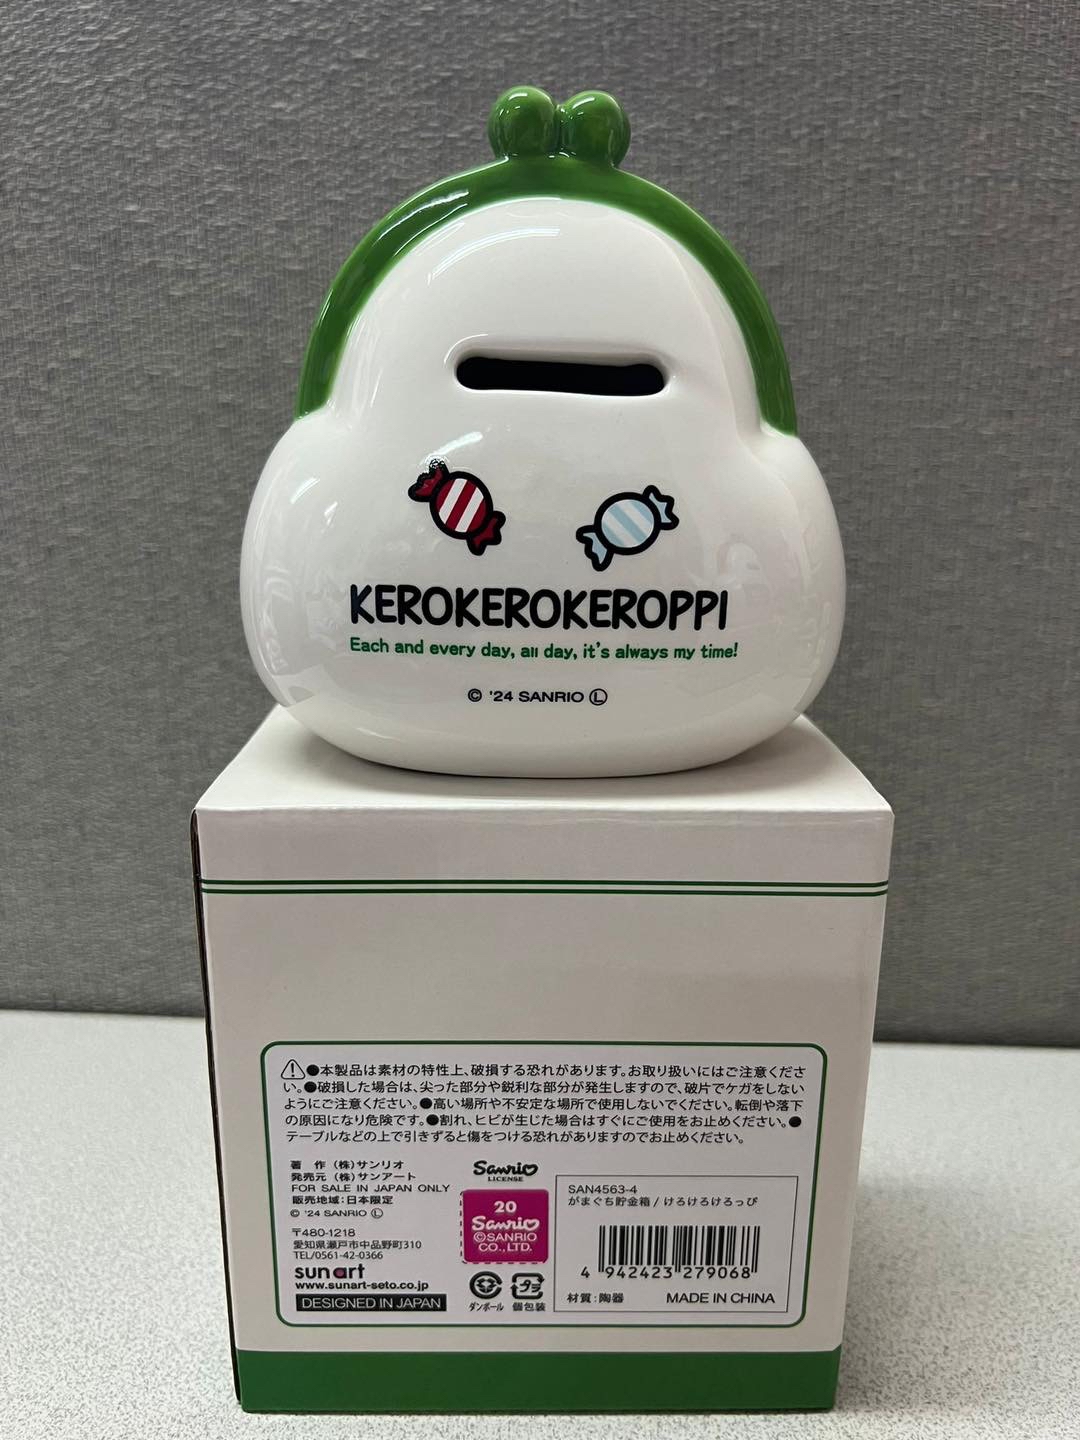 KEROKEROKEROPPI
Each and every day, all day, it's always my time!
© '24 SANRIO Ⓛ
●本製品は素材の特性上、破損する恐れがあります。お取り扱いにはご注意くださ
い。●破損した場合は、尖った部分や鋭利な部分が発生しますので、破片でケガをしない
ようにご注意ください。●高い場所や不安定な場所で使用しないでください。転倒や落下
の原因になり危険です。●割れ、ヒビが生じた場合はすぐにご使用をお止めください。●
テーブルなどの上で引きずると傷をつける恐れがありますのでお止めください。
著 作 (株)サンリオ
発売元 (株)サンアート
FOR SALE IN JAPAN ONLY
販売地域:日本限定
© '24 SANRIO Ⓛ
〒480-1218
愛知県瀬戸市中品野町310
TEL/0561-42-0366
sunart
www.sunart-seto.co.jp
DESIGNED IN JAPAN
Sanrio
LICENSE
20
Sanrio
©SANRIO
CO.,LTD.
ダンボール 個包装
SAN4563-4
がまぐち貯金箱 / けろけろけろっぴ
4 942423 279068
材質:陶器 MADE IN CHINA